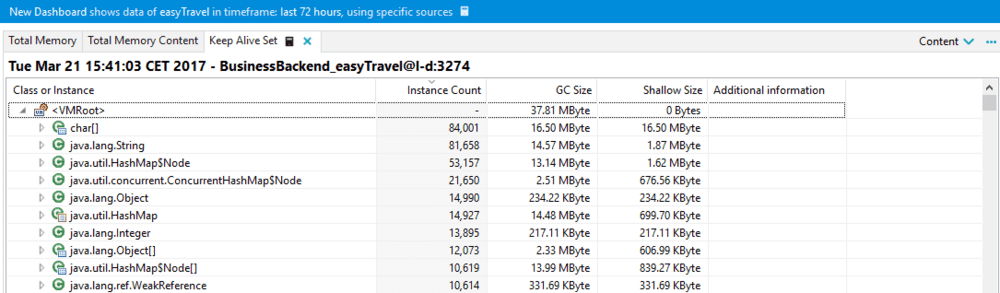 New Dashboard shows data of easyTravel in timeframe: last 72 hours, using specific sources
Total Memory Total Memory Content Keep Alive Set Content
Tue Mar 21 15:41:03 CET 2017 - BusinessBackend_easyTravel@l-d:3274
Class or Instance Instance Count GC Size Shallow Size Additional information
<VMRoot> - 37.81 MByte 0 Bytes
char[] 84,001 16.50 MByte 16.50 MByte
java.lang.String 81,658 14.57 MByte 1.87 MByte
java.util.HashMap$Node 53,157 13.14 MByte 1.62 MByte
java.util.concurrent.ConcurrentHashMap$Node 21,650 2.51 MByte 676.56 KByte
java.lang.Object 14,990 234.22 KByte 234.22 KByte
java.util.HashMap 14,927 14.48 MByte 699.70 KByte
java.lang.Integer 13,895 217.11 KByte 217.11 KByte
java.lang.Object[] 12,073 2.33 MByte 606.99 KByte
java.util.HashMap$Node[] 10,619 13.99 MByte 839.27 KByte
java.lang.ref.WeakReference 10,614 331.69 KByte 331.69 KByte